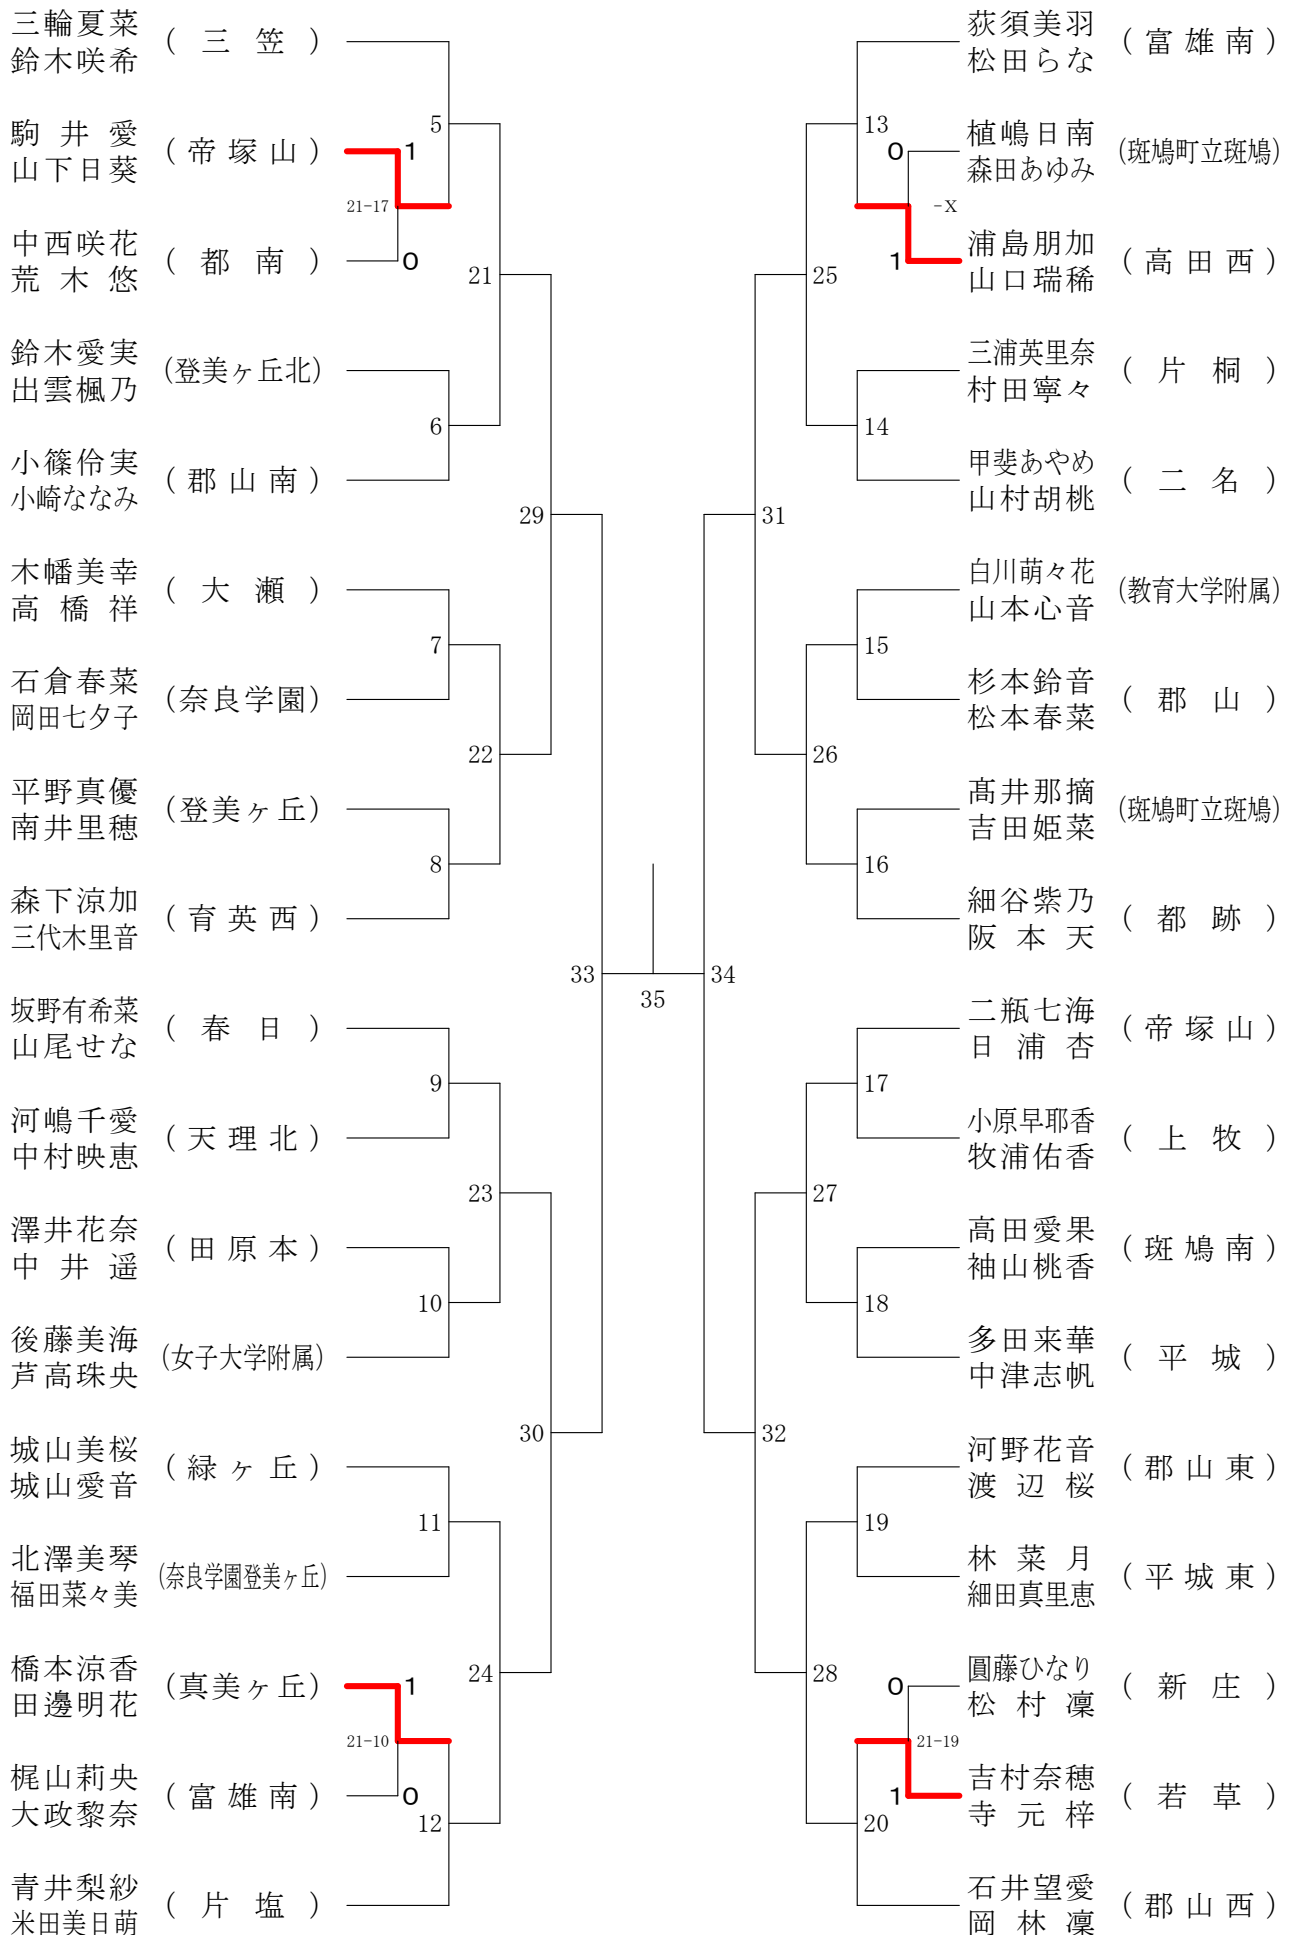 三輪夏菜
鈴木咲希
(三笠)
駒井愛
山下日葵
(帝塚山)
1
21-17
中西咲花
荒木悠
(都南)
0
5
鈴木愛実
出雲楓乃
(登美ヶ丘北)
小篠伶実
小崎ななみ
(郡山南)
6
21
木幡美幸
高橋祥
(大瀬)
石倉春菜
岡田七夕子
(奈良学園)
7
平野真優
南井里穂
(登美ヶ丘)
森下涼加
三代木里音
(育英西)
8
22
29
坂野有希菜
山尾せな
(春日)
河嶋千愛
中村映恵
(天理北)
9
澤井花奈
中井遥
(田原本)
後藤美海
芦高珠央
(女子大学附属)
10
23
城山美桜
城山愛音
(緑ヶ丘)
北澤美琴
福田菜々美
(奈良学園登美ヶ丘)
11
橋本涼香
田邊明花
(真美ヶ丘)
1
21-10
梶山莉央
大政黎奈
(富雄南)
0
青井梨紗
米田美日萌
(片塩)
12
24
30
33
35
34
荻須美羽
松田らな
(富雄南)
植嶋日南
森田あゆみ
(斑鳩町立斑鳩)
0
-X
浦島朋加
山口瑞稀
(高田西)
1
13
三浦英里奈
村田寧々
(片桐)
甲斐あやめ
山村胡桃
(二名)
14
25
白川萌々花
山本心音
(教育大学附属)
杉本鈴音
松本春菜
(郡山)
15
髙井那摘
吉田姫菜
(斑鳩町立斑鳩)
細谷紫乃
阪本天
(都跡)
16
26
31
二瓶七海
日浦杏
(帝塚山)
小原早耶香
牧浦佑香
(上牧)
17
高田愛果
袖山桃香
(斑鳩南)
多田来華
中津志帆
(平城)
18
27
河野花音
渡辺桜
(郡山東)
林菜月
細田真里恵
(平城東)
19
圓藤ひなり
松村凜
(新庄)
0
21-19
吉村奈穂
寺元梓
(若草)
1
石井望愛
岡林凜
(郡山西)
20
28
32